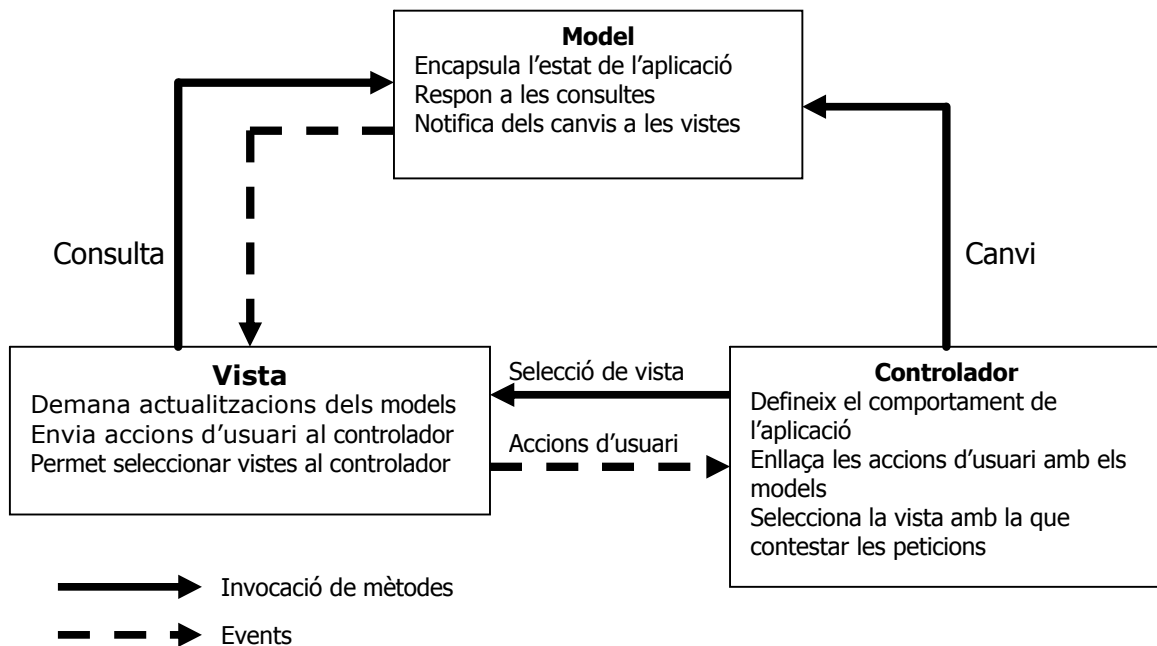 Model
Encapsula l'estat de l'aplicació
Respon a les consultes
Notifica dels canvis a les vistes
Consulta
Canvi
Vista
Demana actualitzacions dels models
Envia accions d'usuari al controlador
Permet seleccionar vistes al controlador
Selecció de vista
Accions d'usuari
Controlador
Defineix el comportament de
l'aplicació
Enllaça les accions d'usuari amb els
models
Selecciona la vista amb la que
contestar les peticions
Invocació de mètodes
Events